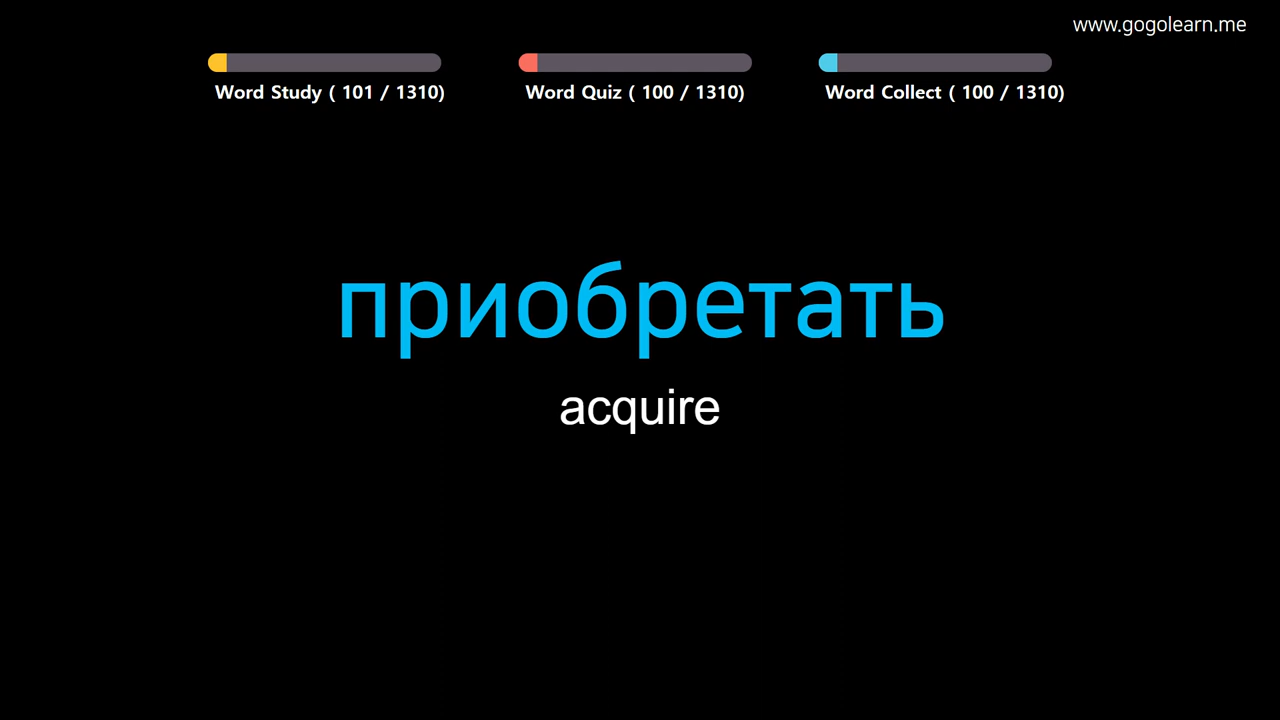 www.gogolearn.me
Word Study ( 101 / 1310)
Word Quiz ( 100 / 1310)
Word Collect ( 100 / 1310)
приобретать
acquire